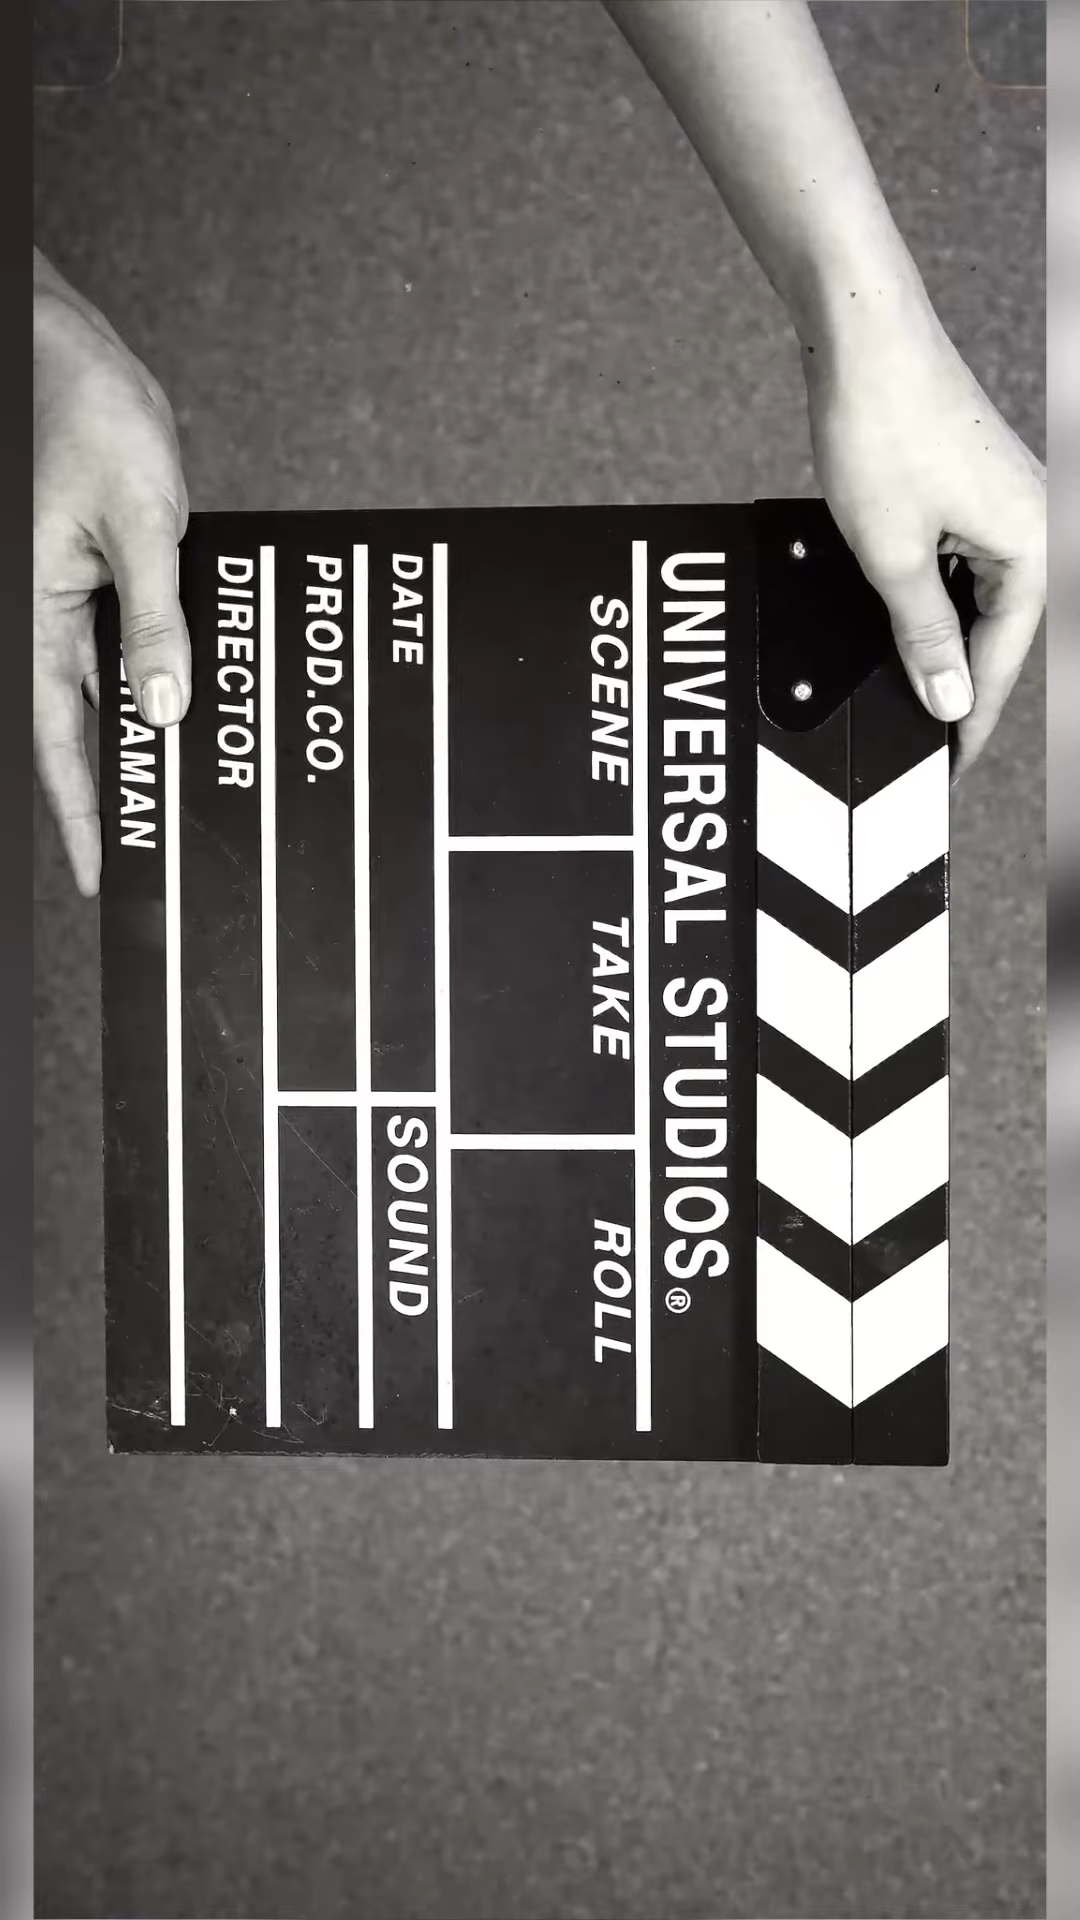 UNIVERSAL STUDIOS®
SCENE TAKE ROLL
DATE SOUND
PROD.CO.
DIRECTOR